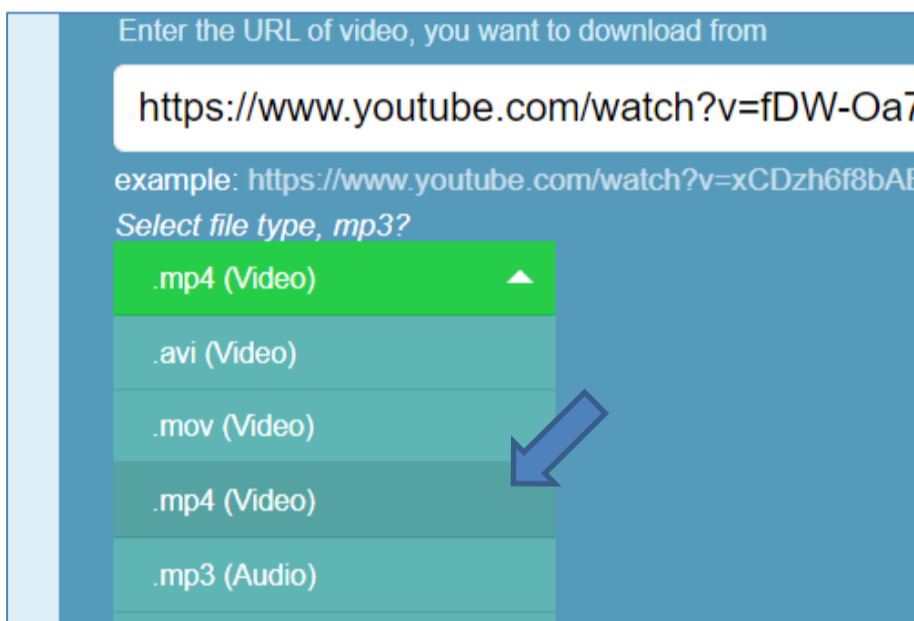 Enter the URL of video, you want to download from
https://www.youtube.com/watch?v=fDW-Oa7
example: https://www.youtube.com/watch?v=xCDzh6f8bAE
Select file type, mp3?
.mp4 (Video)
.avi (Video)
.mov (Video)
.mp4 (Video)
.mp3 (Audio)